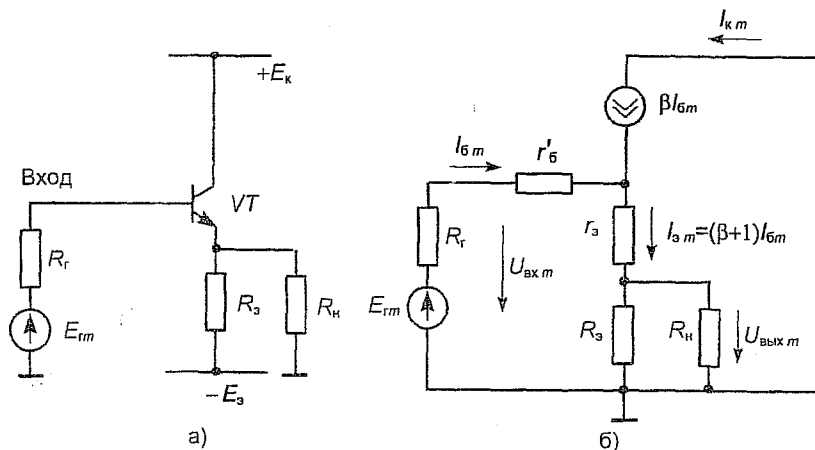 +Eк
Вход
VT
Rг
Eгm
Rэ
Rн
−Eэ
а)
Iкm
βIбm
Iбm
r'б
Rг
Eгm
Uвхm
rэ
Iэm=(β+1)Iбm
Rэ
Rн
Uвыхm
б)